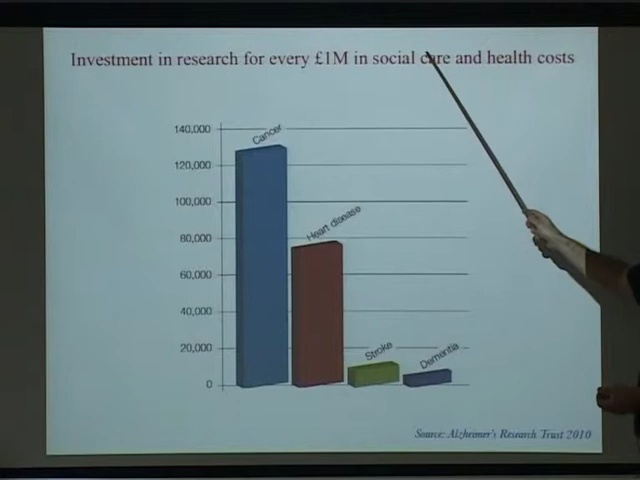 Investment in research for every £1M in social care and health costs
140,000
120,000
100,000
80,000
60,000
40,000
20,000
0
Cancer
Heart disease
Stroke
Dementia
Source: Alzheimer's Research Trust 2010